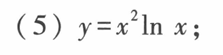 (5) y=x²ln x;